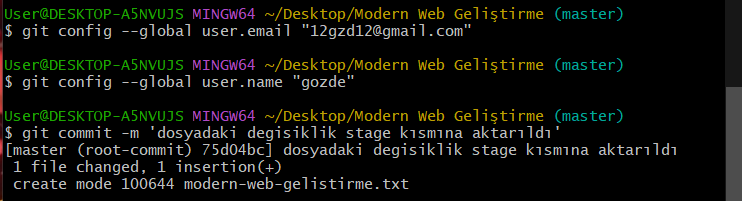 User@DESKTOP-A5NVUJS MINGW64 ~/Desktop/Modern Web Geliştirme (master)
$ git config --global user.email "12gzd12@gmail.com"
User@DESKTOP-A5NVUJS MINGW64 ~/Desktop/Modern Web Geliştirme (master)
$ git config --global user.name "gozde"
User@DESKTOP-A5NVUJS MINGW64 ~/Desktop/Modern Web Geliştirme (master)
$ git commit -m 'dosyadaki degisiklik stage kısmına aktarıldı'
[master (root-commit) 75d04bc] dosyadaki degisiklik stage kısmına aktarıldı
1 file changed, 1 insertion(+)
create mode 100644 modern-web-gelistirme.txt